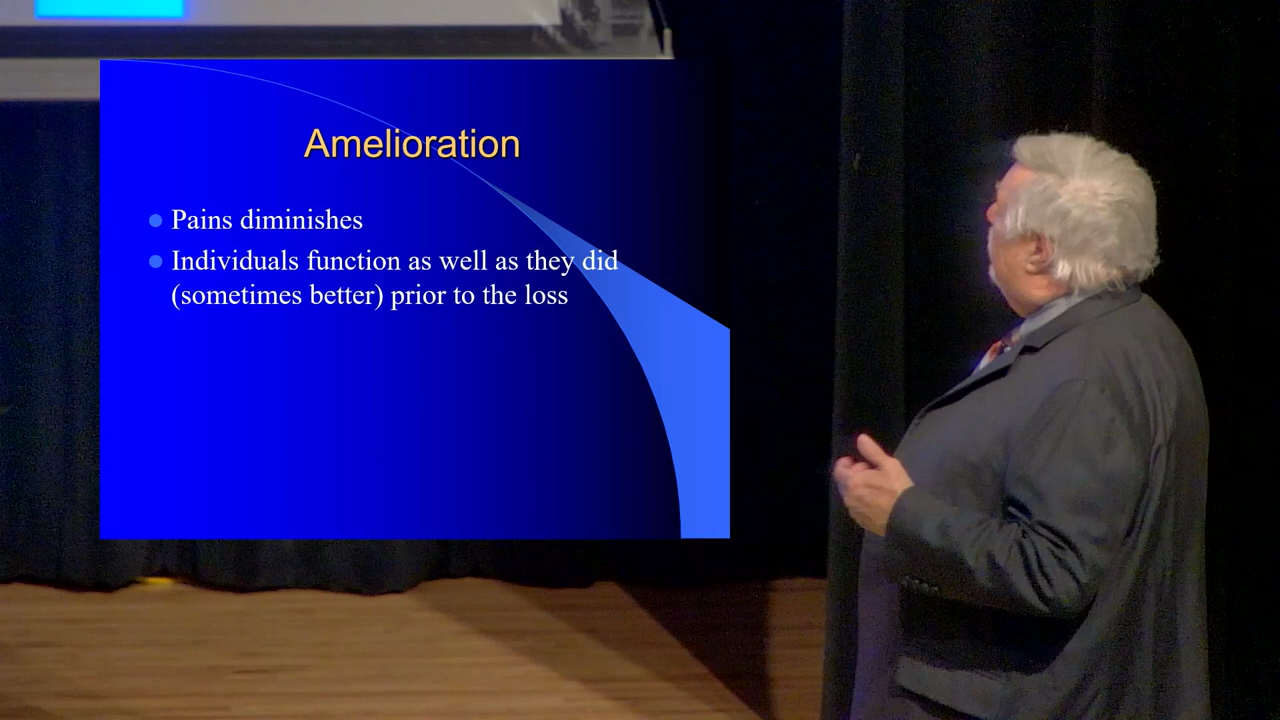 Amelioration
Pains diminishes
Individuals function as well as they did
(sometimes better) prior to the loss